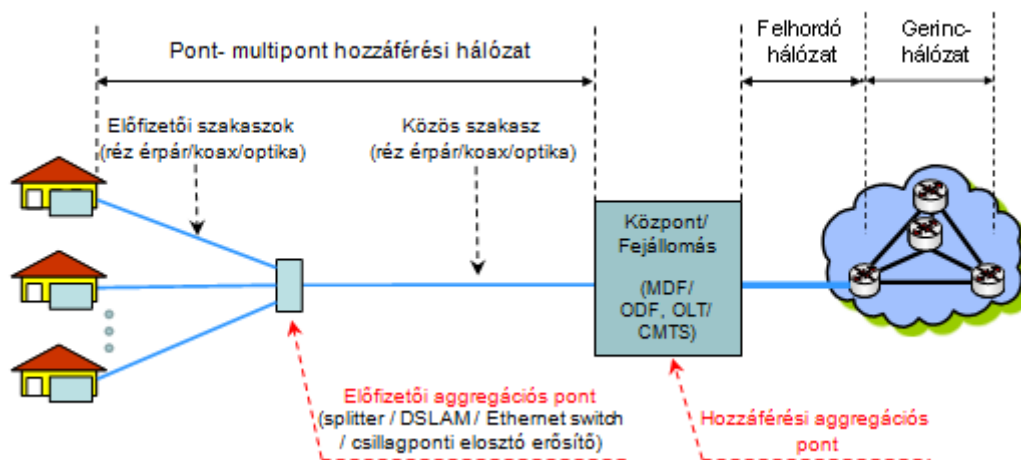 Pont- multipont hozzáférési hálózat
Felhordó
hálózat
Gerinc-
hálózat
Előfizetői szakaszok
(réz érpár/koax/optika)
Közös szakasz
(réz érpár/koax/optika)
Központ/
Fejállomás
(MDF/
ODF, OLT/
CMTS)
Előfizetői aggregációs pont
(splitter / DSLAM / Ethernet switch
/ csillagponti elosztó erősítő)
Hozzáférési aggregációs
pont